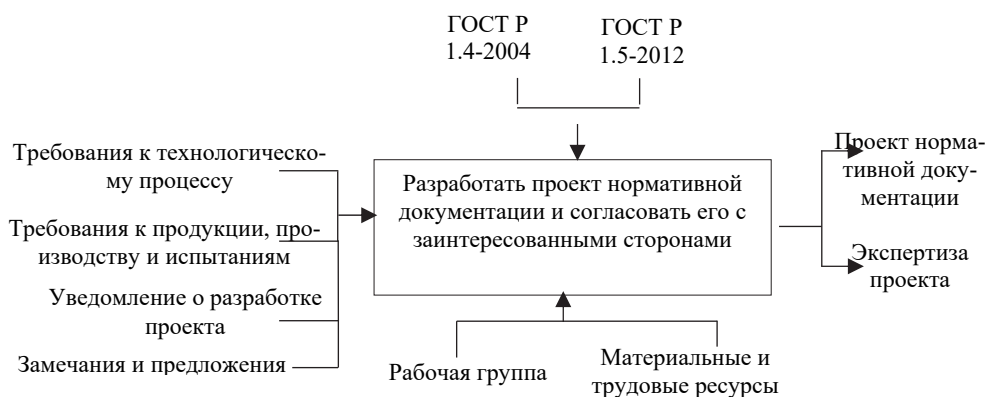 ГОСТ Р
1.4-2004
ГОСТ Р
1.5-2012
Требования к технологическо-
му процессу
Требования к продукции, про-
изводству и испытаниям
Уведомление о разработке
проекта
Замечания и предложения
Разработать проект нормативной
документации и согласовать его с
заинтересованными сторонами
Рабочая группа
Материальные и
трудовые ресурсы
Проект норма-
тивной доку-
ментации
Экспертиза
проекта